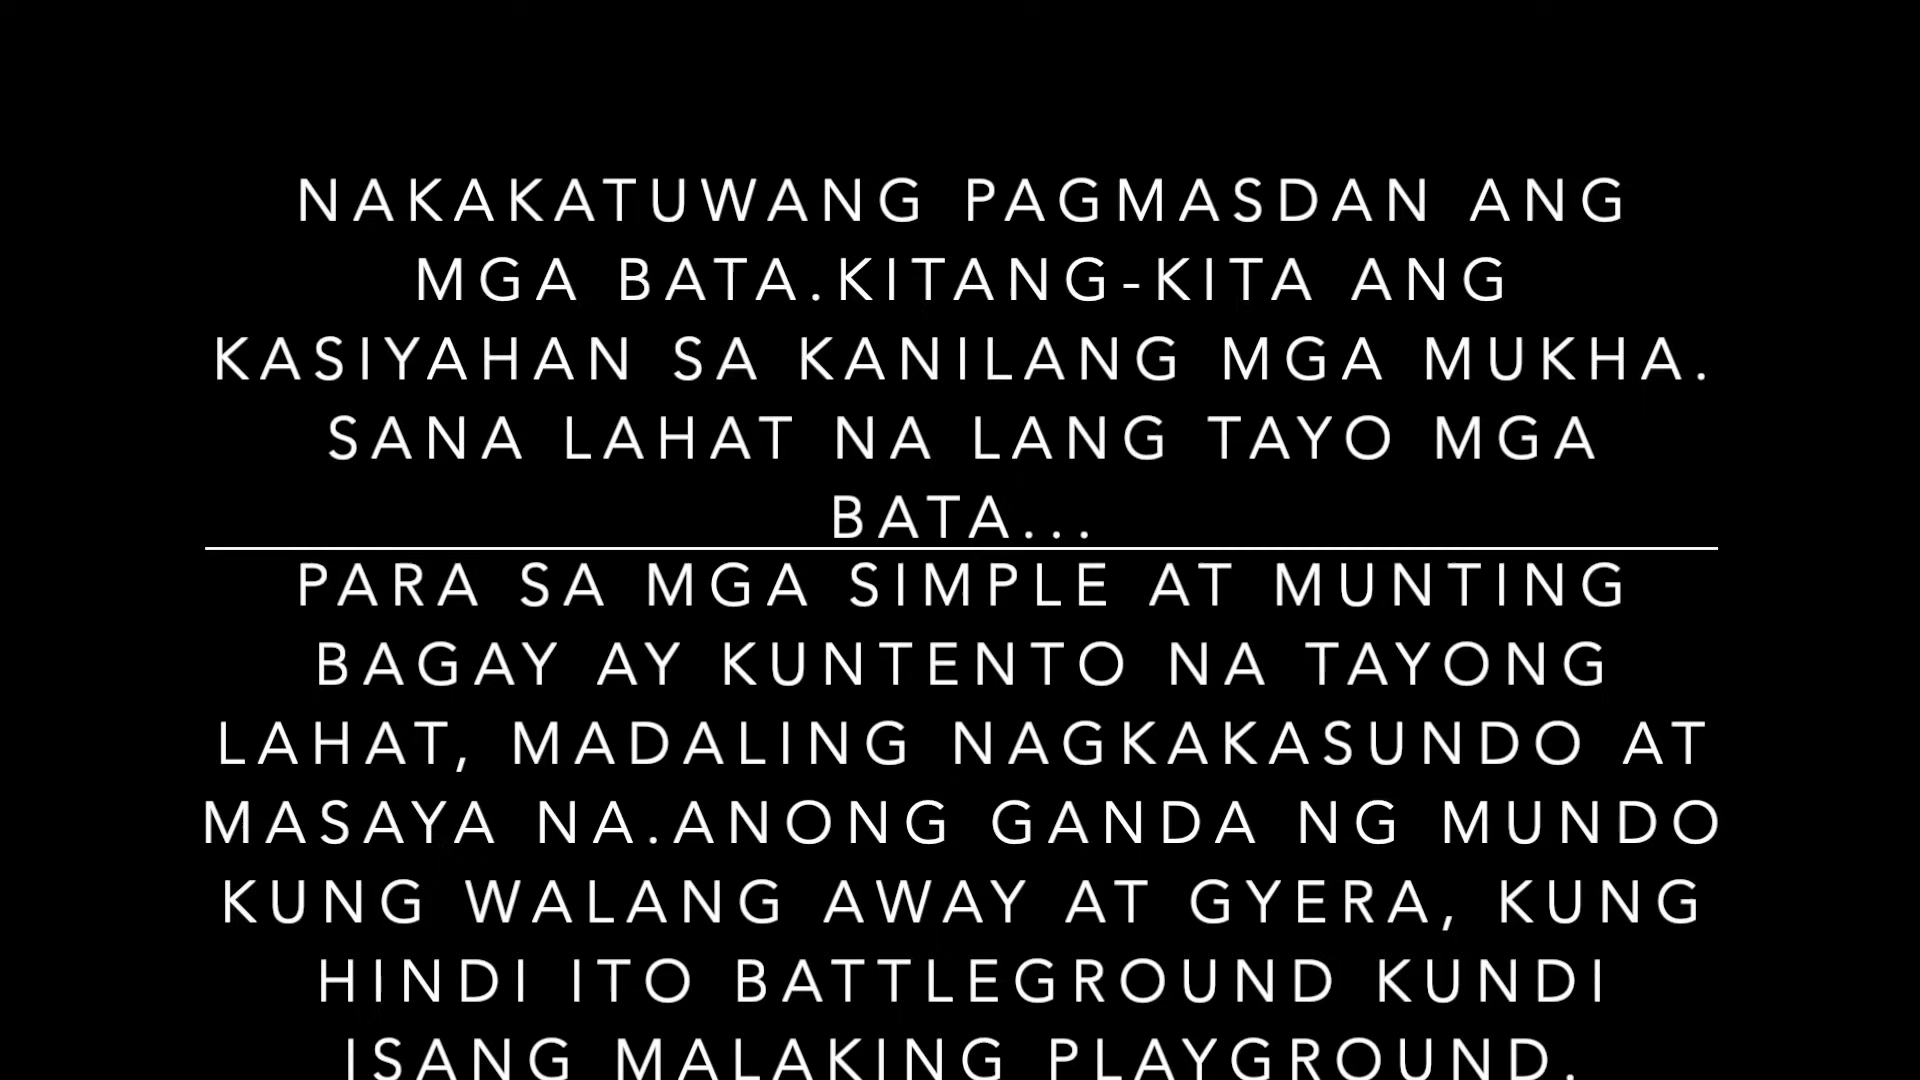 NAKAKATUWANG PAGMASDAN ANG
MGA BATA.KITANG-KITA ANG
KASIYAHAN SA KANILANG MGA MUKHA.
SANA LAHAT NA LANG TAYO MGA
BATA...
PARA SA MGA SIMPLE AT MUNTING
BAGAY AY KUNTENTO NA TAYONG
LAHAT, MADALING NAGKAKASUNDO AT
MASAYA NA.ANONG GANDA NG MUNDO
KUNG WALANG AWAY AT GYERA, KUNG
HINDI ITO BATTLEGROUND KUNDI
ISANG MALAKING PLAYGROUND.